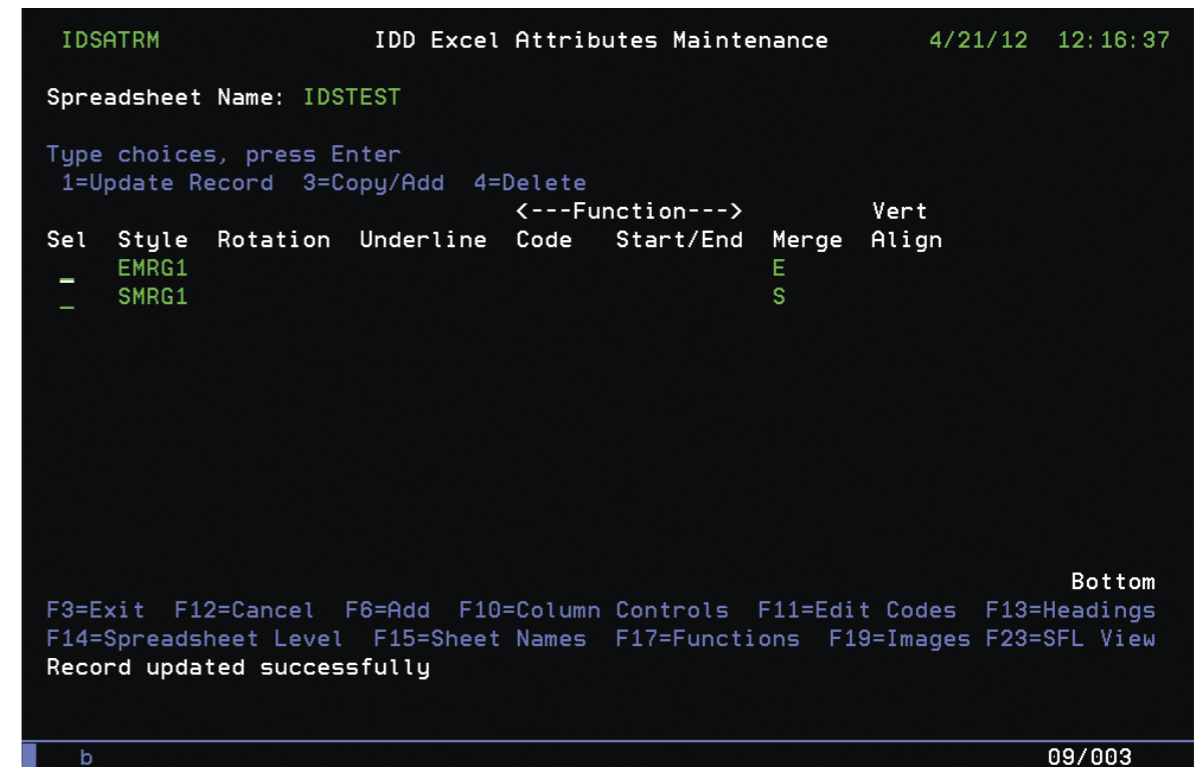 IDSATRM IDD Excel Attributes Maintenance 4/21/12 12:16:37
Spreadsheet Name: IDSTEST
Type choices, press Enter
1=Update Record 3=Copy/Add 4=Delete
<---Function---> Vert
Sel Style Rotation Underline Code Start/End Merge Align
_ EMRG1 E
_ SMRG1 S
Bottom
F3=Exit F12=Cancel F6=Add F10=Column Controls F11=Edit Codes F13=Headings
F14=Spreadsheet Level F15=Sheet Names F17=Functions F19=Images F23=SFL View
Record updated successfully
b 09/003